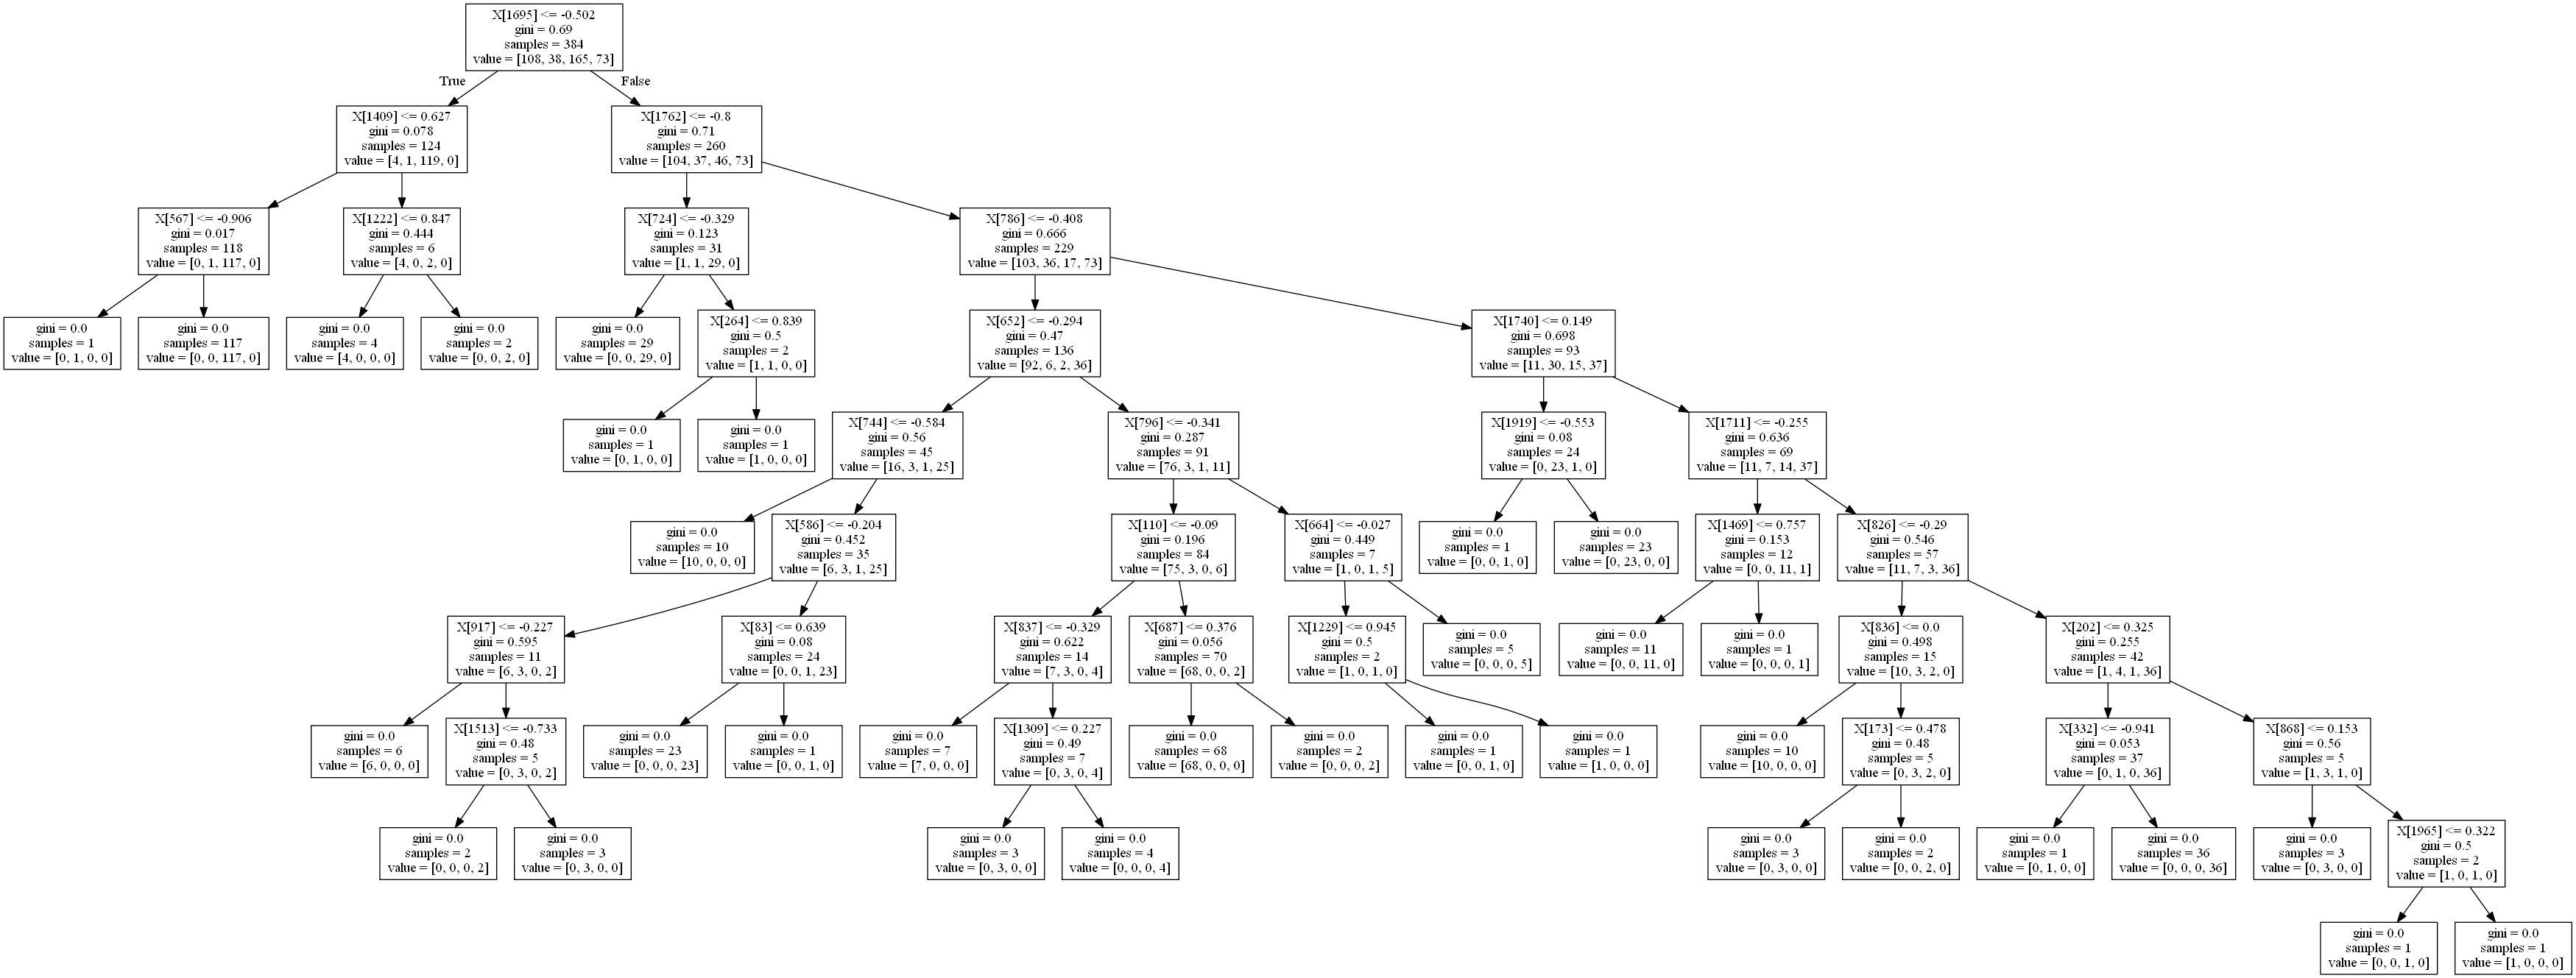 X[1695] <= -0.502
gini = 0.69
samples = 384
value = [108, 38, 165, 73]
True
False
X[1409] <= 0.627
gini = 0.078
samples = 124
value = [4, 1, 119, 0]
X[1762] <= -0.8
gini = 0.71
samples = 260
value = [104, 37, 46, 73]
X[567] <= -0.906
gini = 0.017
samples = 118
value = [0, 1, 117, 0]
X[1222] <= 0.847
gini = 0.444
samples = 6
value = [4, 0, 2, 0]
X[724] <= -0.329
gini = 0.123
samples = 31
value = [1, 1, 29, 0]
X[786] <= -0.408
gini = 0.666
samples = 229
value = [103, 36, 17, 73]
gini = 0.0
samples = 1
value = [0, 1, 0, 0]
gini = 0.0
samples = 117
value = [0, 0, 117, 0]
gini = 0.0
samples = 4
value = [4, 0, 0, 0]
gini = 0.0
samples = 2
value = [0, 0, 2, 0]
gini = 0.0
samples = 29
value = [0, 0, 29, 0]
X[264] <= 0.839
gini = 0.5
samples = 2
value = [1, 1, 0, 0]
X[652] <= -0.294
gini = 0.47
samples = 136
value = [92, 6, 2, 36]
X[1740] <= 0.149
gini = 0.698
samples = 93
value = [11, 30, 15, 37]
gini = 0.0
samples = 1
value = [0, 1, 0, 0]
gini = 0.0
samples = 1
value = [1, 0, 0, 0]
X[744] <= -0.584
gini = 0.56
samples = 45
value = [16, 3, 1, 25]
X[796] <= -0.341
gini = 0.287
samples = 91
value = [76, 3, 1, 11]
X[1919] <= -0.553
gini = 0.08
samples = 24
value = [0, 23, 1, 0]
X[1711] <= -0.255
gini = 0.636
samples = 69
value = [11, 7, 14, 37]
gini = 0.0
samples = 10
value = [10, 0, 0, 0]
X[586] <= -0.204
gini = 0.452
samples = 35
value = [6, 3, 1, 25]
X[110] <= -0.09
gini = 0.196
samples = 84
value = [75, 3, 0, 6]
X[664] <= -0.027
gini = 0.449
samples = 7
value = [1, 0, 1, 5]
gini = 0.0
samples = 1
value = [0, 0, 1, 0]
gini = 0.0
samples = 23
value = [0, 23, 0, 0]
X[1469] <= 0.757
gini = 0.153
samples = 12
value = [0, 0, 11, 1]
X[826] <= -0.29
gini = 0.546
samples = 57
value = [11, 7, 3, 36]
X[917] <= -0.227
gini = 0.595
samples = 11
value = [6, 3, 0, 2]
X[83] <= 0.639
gini = 0.08
samples = 24
value = [0, 0, 1, 23]
X[837] <= -0.329
gini = 0.622
samples = 14
value = [7, 3, 0, 4]
X[687] <= 0.376
gini = 0.056
samples = 70
value = [68, 0, 0, 2]
X[1229] <= 0.945
gini = 0.5
samples = 2
value = [1, 0, 1, 0]
gini = 0.0
samples = 5
value = [0, 0, 0, 5]
gini = 0.0
samples = 11
value = [0, 0, 11, 0]
gini = 0.0
samples = 1
value = [0, 0, 0, 1]
X[836] <= 0.0
gini = 0.498
samples = 15
value = [10, 3, 2, 0]
X[202] <= 0.325
gini = 0.255
samples = 42
value = [1, 4, 1, 36]
gini = 0.0
samples = 6
value = [6, 0, 0, 0]
X[1513] <= -0.733
gini = 0.48
samples = 5
value = [0, 3, 0, 2]
gini = 0.0
samples = 23
value = [0, 0, 0, 23]
gini = 0.0
samples = 1
value = [0, 0, 1, 0]
gini = 0.0
samples = 7
value = [7, 0, 0, 0]
X[1309] <= 0.227
gini = 0.49
samples = 7
value = [0, 3, 0, 4]
gini = 0.0
samples = 68
value = [68, 0, 0, 0]
gini = 0.0
samples = 2
value = [0, 0, 0, 2]
gini = 0.0
samples = 1
value = [0, 0, 1, 0]
gini = 0.0
samples = 1
value = [1, 0, 0, 0]
gini = 0.0
samples = 10
value = [10, 0, 0, 0]
X[173] <= 0.478
gini = 0.48
samples = 5
value = [0, 3, 2, 0]
X[332] <= -0.941
gini = 0.053
samples = 37
value = [0, 1, 0, 36]
X[868] <= 0.153
gini = 0.56
samples = 5
value = [1, 3, 1, 0]
gini = 0.0
samples = 2
value = [0, 0, 0, 2]
gini = 0.0
samples = 3
value = [0, 3, 0, 0]
gini = 0.0
samples = 3
value = [0, 3, 0, 0]
gini = 0.0
samples = 4
value = [0, 0, 0, 4]
gini = 0.0
samples = 3
value = [0, 3, 0, 0]
gini = 0.0
samples = 2
value = [0, 0, 2, 0]
gini = 0.0
samples = 1
value = [0, 1, 0, 0]
gini = 0.0
samples = 36
value = [0, 0, 0, 36]
gini = 0.0
samples = 3
value = [0, 3, 0, 0]
X[1965] <= 0.322
gini = 0.5
samples = 2
value = [1, 0, 1, 0]
gini = 0.0
samples = 1
value = [0, 0, 1, 0]
gini = 0.0
samples = 1
value = [1, 0, 0, 0]